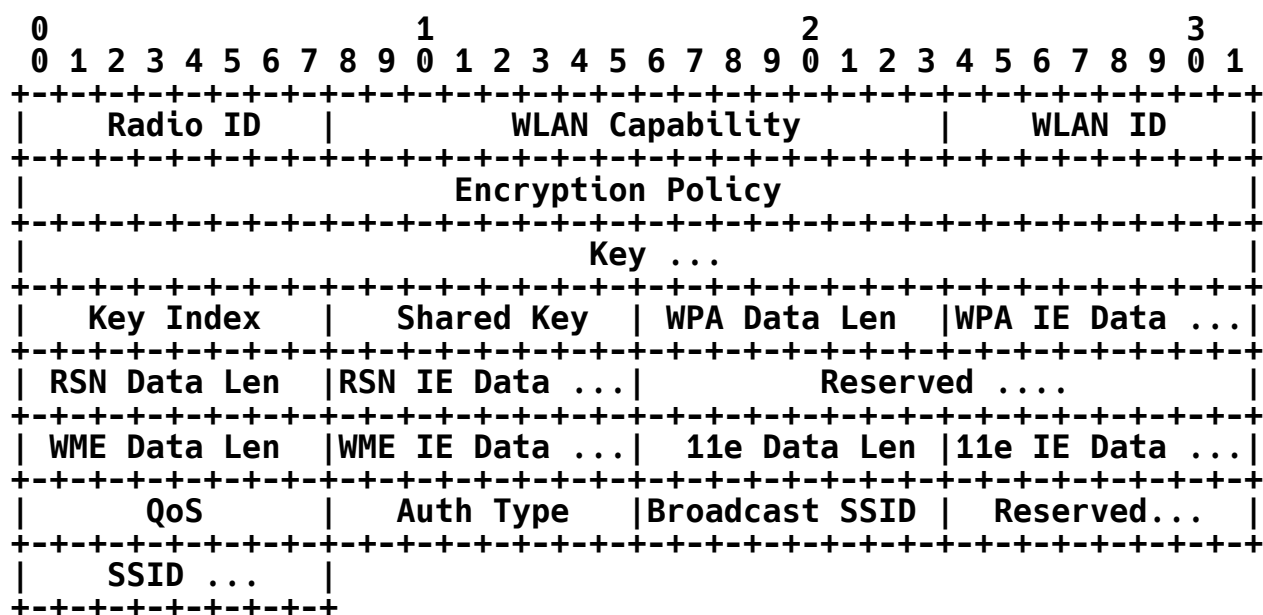 0                   1                   2                   3
0 1 2 3 4 5 6 7 8 9 0 1 2 3 4 5 6 7 8 9 0 1 2 3 4 5 6 7 8 9 0 1
+-+-+-+-+-+-+-+-+-+-+-+-+-+-+-+-+-+-+-+-+-+-+-+-+-+-+-+-+-+-+-+-+
|    Radio ID   |         WLAN Capability       |    WLAN ID    |
+-+-+-+-+-+-+-+-+-+-+-+-+-+-+-+-+-+-+-+-+-+-+-+-+-+-+-+-+-+-+-+-+
|                      Encryption Policy                        |
+-+-+-+-+-+-+-+-+-+-+-+-+-+-+-+-+-+-+-+-+-+-+-+-+-+-+-+-+-+-+-+-+
|                             Key ...                           |
+-+-+-+-+-+-+-+-+-+-+-+-+-+-+-+-+-+-+-+-+-+-+-+-+-+-+-+-+-+-+-+-+
|   Key Index   |   Shared Key  | WPA Data Len  |WPA IE Data ...|
+-+-+-+-+-+-+-+-+-+-+-+-+-+-+-+-+-+-+-+-+-+-+-+-+-+-+-+-+-+-+-+-+
| RSN Data Len  |RSN IE Data ...|         Reserved ....         |
+-+-+-+-+-+-+-+-+-+-+-+-+-+-+-+-+-+-+-+-+-+-+-+-+-+-+-+-+-+-+-+-+
| WME Data Len  |WME IE Data ...|  11e Data Len |11e IE Data ...|
+-+-+-+-+-+-+-+-+-+-+-+-+-+-+-+-+-+-+-+-+-+-+-+-+-+-+-+-+-+-+-+-+
|      QoS      |   Auth Type   |Broadcast SSID |  Reserved...  |
+-+-+-+-+-+-+-+-+-+-+-+-+-+-+-+-+-+-+-+-+-+-+-+-+-+-+-+-+-+-+-+-+
|    SSID ...   |
+-+-+-+-+-+-+-+-+